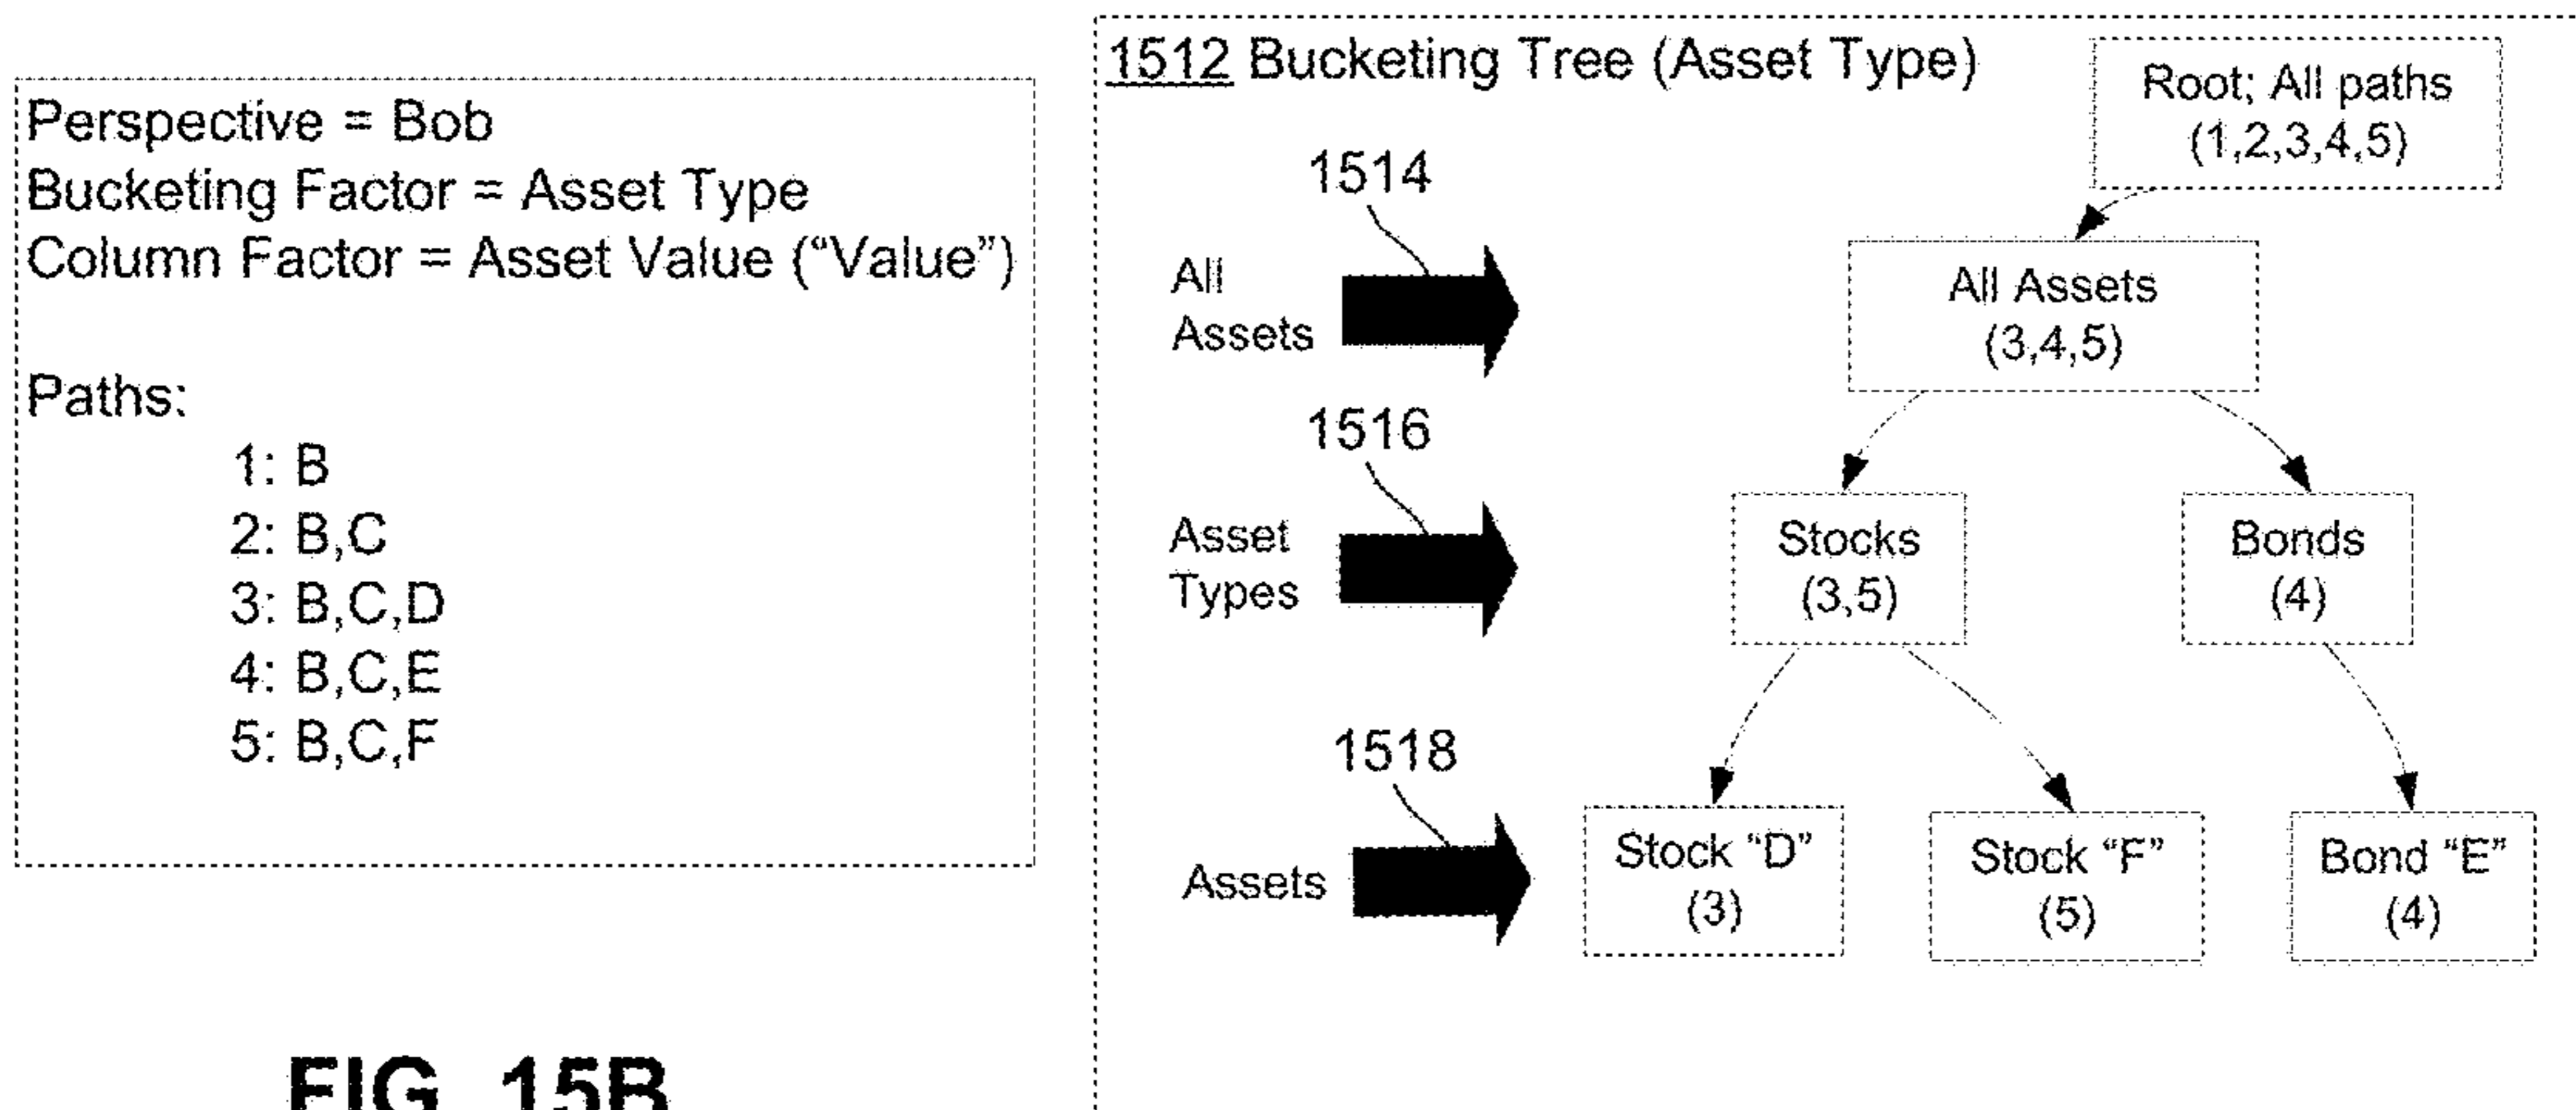 Perspective = Bob
Bucketing Factor = Asset Type
Column Factor = Asset Value (“Value”)
Paths:
1: B
2: B,C
3: B,C,D
4: B,C,E
5: B,C,F
FIG. 15B
1512 Bucketing Tree (Asset Type)
Root; All paths
(1,2,3,4,5)
1514
All
Assets
All Assets
(3,4,5)
1516
Asset
Types
Stocks
(3,5)
Bonds
(4)
1518
Assets
Stock “D”
(3)
Stock “F”
(5)
Bond “E”
(4)